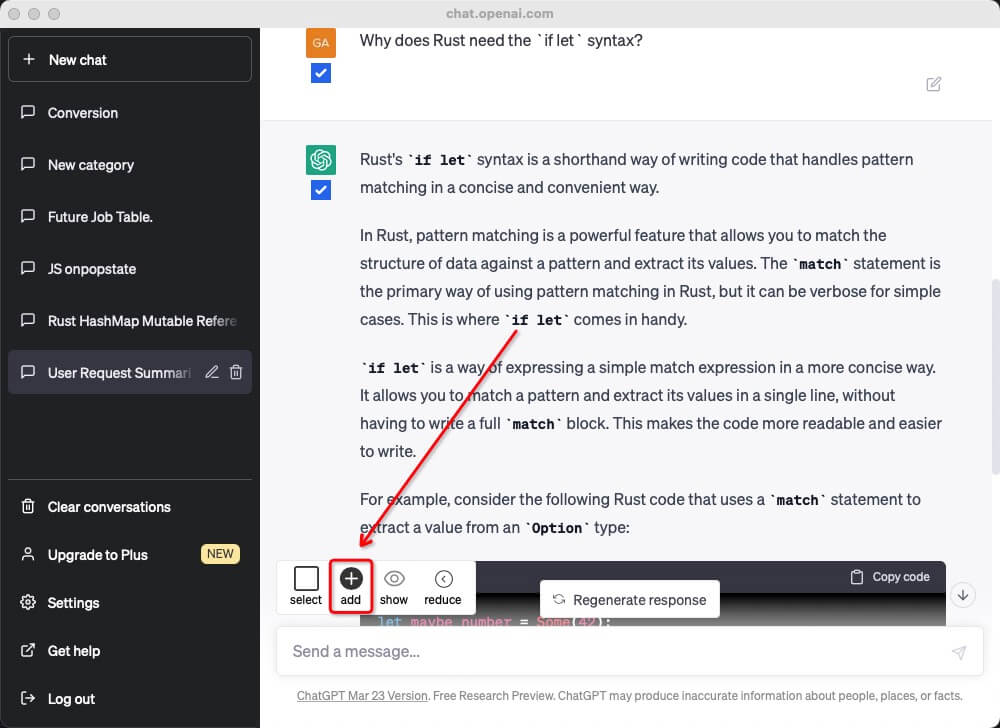 chat.openai.com
New chat
Conversion
New category
Future Job Table.
JS onpopstate
Rust HashMap Mutable Refere
User Request Summari
Clear conversations
Upgrade to Plus NEW
Settings
Get help
Log out
GA
Why does Rust need the `if let` syntax?
Rust's `if let` syntax is a shorthand way of writing code that handles pattern
matching in a concise and convenient way.
In Rust, pattern matching is a powerful feature that allows you to match the
structure of data against a pattern and extract its values. The `match` statement is
the primary way of using pattern matching in Rust, but it can be verbose for simple
cases. This is where `if let` comes in handy.
`if let` is a way of expressing a simple match expression in a more concise way.
It allows you to match a pattern and extract its values in a single line, without
having to write a full `match` block. This makes the code more readable and easier
to write.
For example, consider the following Rust code that uses a `match` statement to
extract a value from an `Option` type:
Copy code
select add show reduce
Regenerate response
let maybe_number = Some(42);
Send a message...
ChatGPT Mar 23 Version. Free Research Preview. ChatGPT may produce inaccurate information about people, places, or facts.